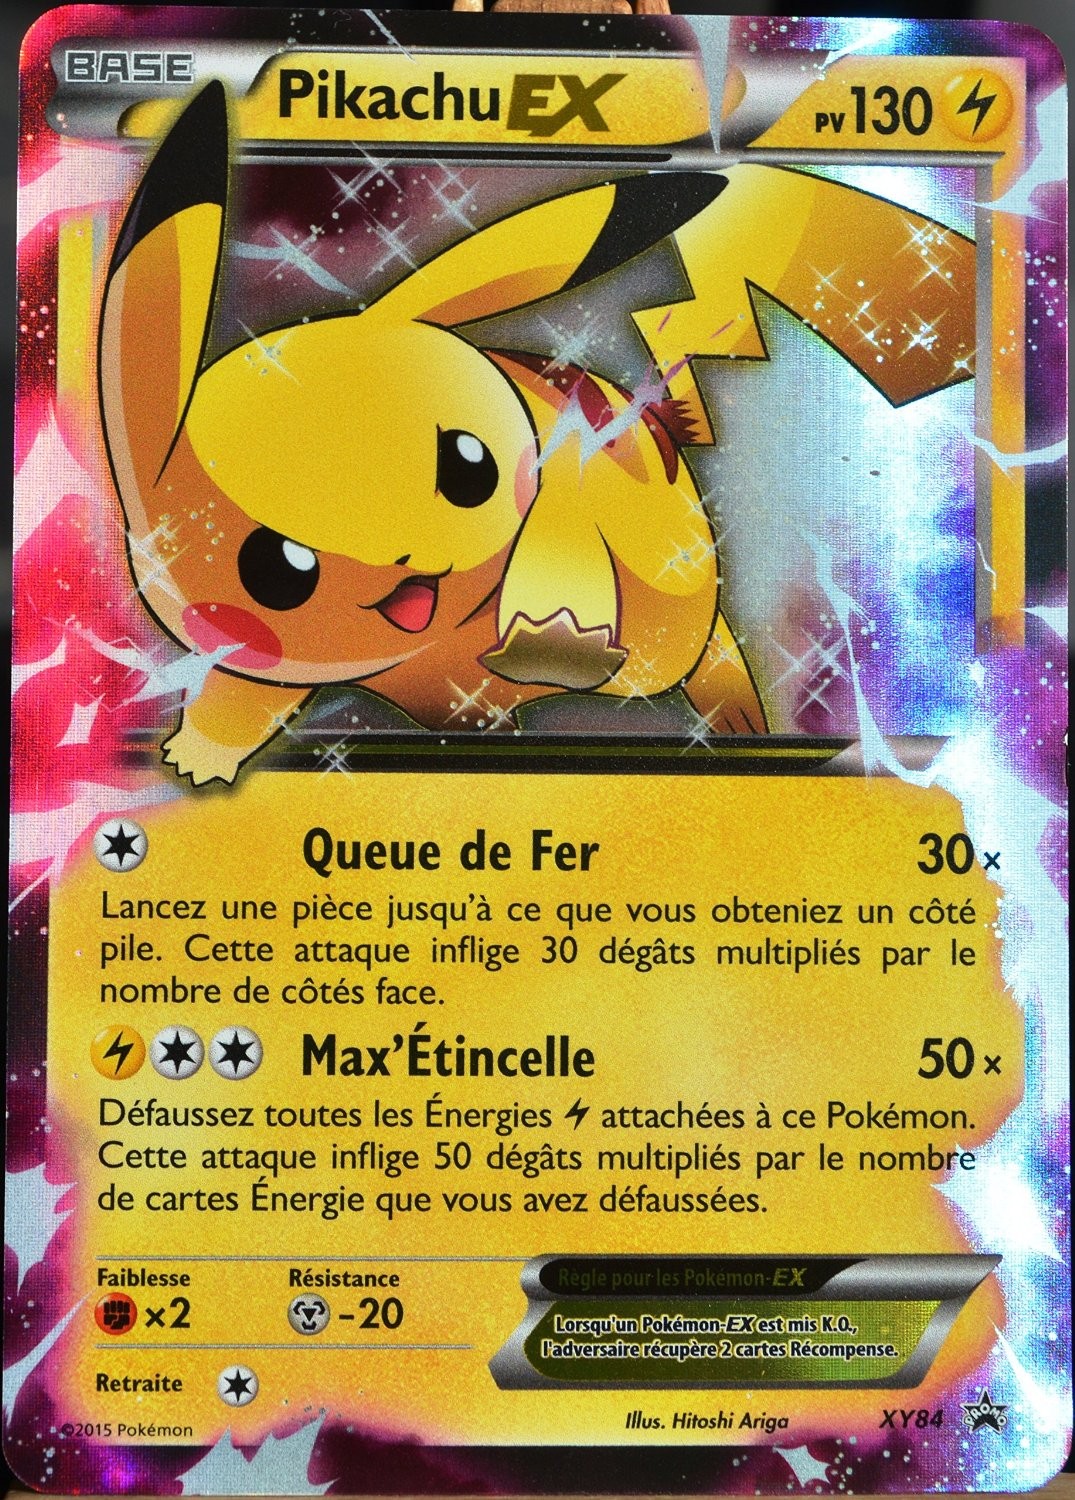 BASE
Pikachu EX
PV 130
Queue de Fer 30×
Lancez une pièce jusqu'à ce que vous obteniez un côté
pile. Cette attaque inflige 30 dégâts multipliés par le
nombre de côtés face.
Max'Étincelle 50×
Défaussez toutes les Énergies attachées à ce Pokémon.
Cette attaque inflige 50 dégâts multipliés par le nombre
de cartes Énergie que vous avez défaussées.
Faiblesse Résistance
×2 -20
Retraite
Règle pour les Pokémon-EX
Lorsqu'un Pokémon-EX est mis K.O.,
l'adversaire récupère 2 cartes Récompense.
©2015 Pokémon
Illus. Hitoshi Ariga
XY84
PROMO